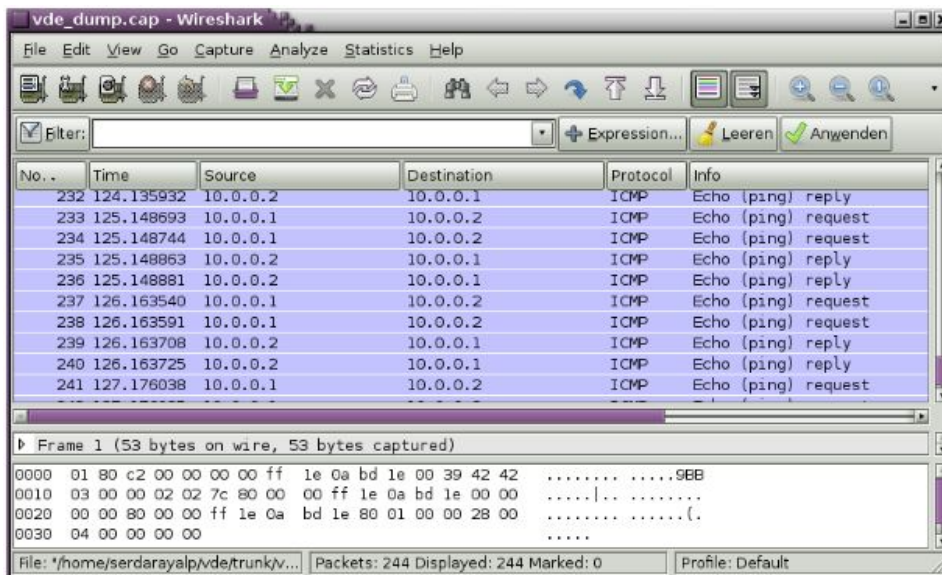 vde_dump.cap - Wireshark
File Edit View Go Capture Analyze Statistics Help
Filter: Expression... Leeren Anwenden
No. . Time Source Destination Protocol Info
232 124.135932 10.0.0.2 10.0.0.1 ICMP Echo (ping) reply
233 125.148693 10.0.0.1 10.0.0.2 ICMP Echo (ping) request
234 125.148744 10.0.0.1 10.0.0.2 ICMP Echo (ping) request
235 125.148863 10.0.0.2 10.0.0.1 ICMP Echo (ping) reply
236 125.148881 10.0.0.2 10.0.0.1 ICMP Echo (ping) reply
237 126.163540 10.0.0.1 10.0.0.2 ICMP Echo (ping) request
238 126.163591 10.0.0.1 10.0.0.2 ICMP Echo (ping) request
239 126.163708 10.0.0.2 10.0.0.1 ICMP Echo (ping) reply
240 126.163725 10.0.0.2 10.0.0.1 ICMP Echo (ping) reply
241 127.176038 10.0.0.1 10.0.0.2 ICMP Echo (ping) request
Frame 1 (53 bytes on wire, 53 bytes captured)
0000 01 80 c2 00 00 00 00 ff 1e 0a bd 1e 00 39 42 42 ........ .....9BB
0010 03 00 00 02 02 7c 80 00 00 ff 1e 0a bd 1e 00 00 .....|.. ........
0020 00 00 80 00 00 ff 1e 0a bd 1e 80 01 00 00 28 00 ........ ......(.
0030 04 00 00 00 00 .....
File: "/home/serdarayalp/vde/trunk/v... Packets: 244 Displayed: 244 Marked: 0 Profile: Default